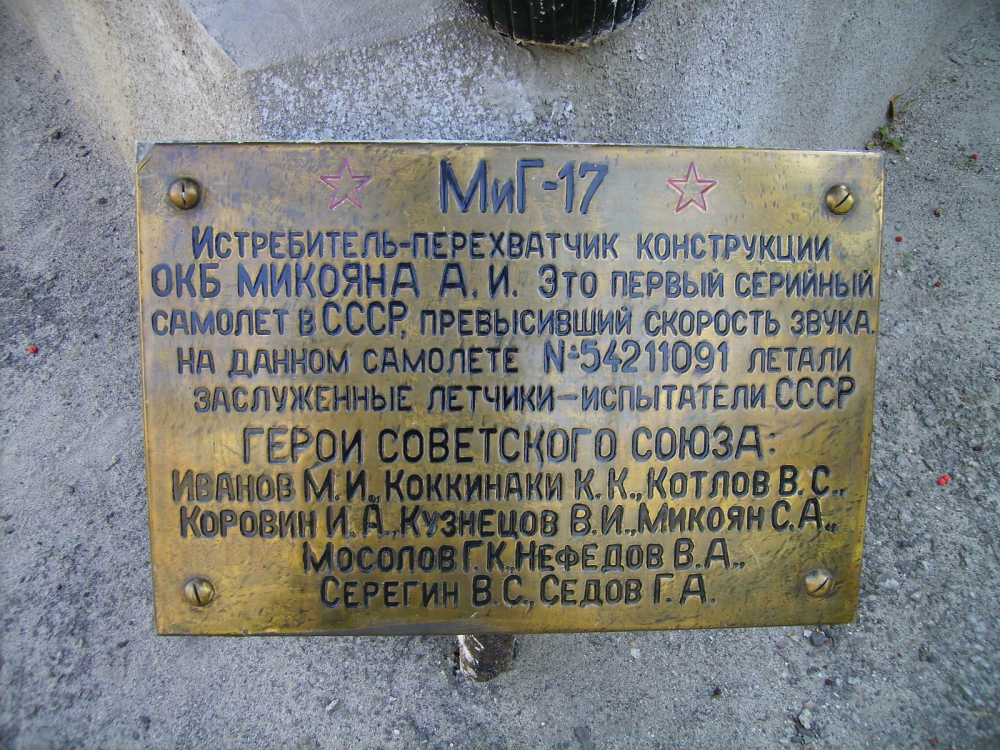 МиГ-17
Истребитель-перехватчик конструкции
ОКБ МИКОЯНА А.И. Это первый серийный
самолет в СССР, превысивший скорость звука.
На данном самолете №54211091 летали
заслуженные летчики-испытатели СССР
ГЕРОИ СОВЕТСКОГО СОЮЗА:
Иванов М.И., Коккинаки К.К., Котлов В.С.,
Коровин И.А., Кузнецов В.И., Микоян С.А.,
Мосолов Г.К., Нефедов В.А.,
Серегин В.С., Седов Г.А.